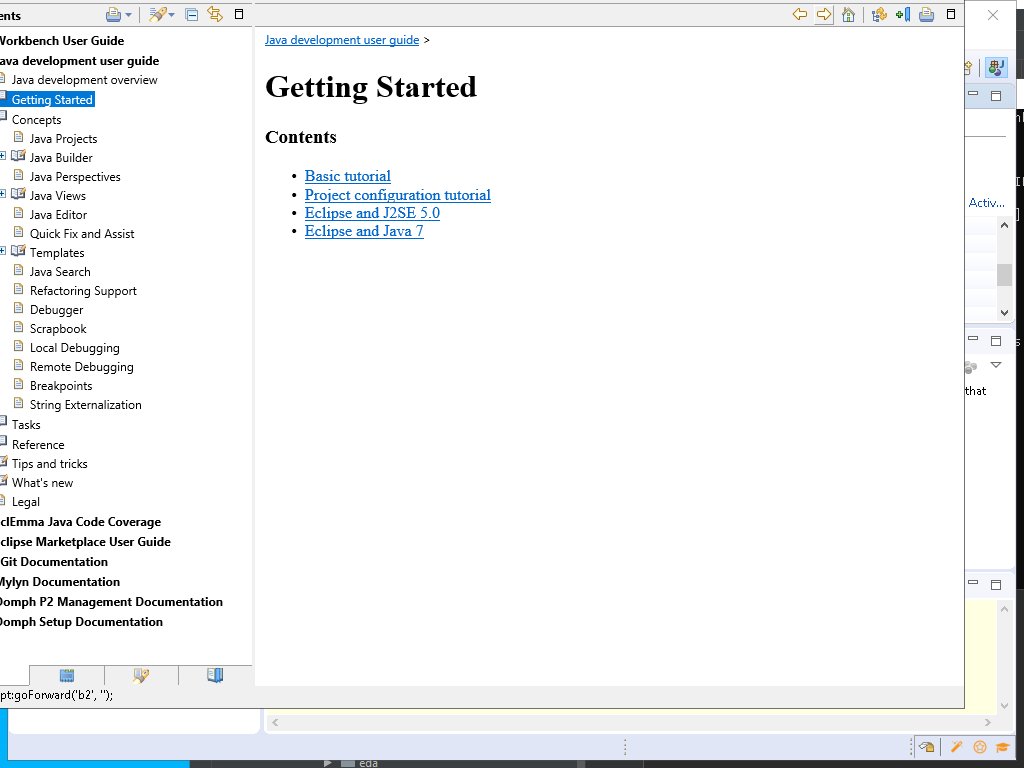 ents
Workbench User Guide
ava development user guide
Java development overview
Getting Started
Concepts
Java Projects
Java Builder
Java Perspectives
Java Views
Java Editor
Quick Fix and Assist
Templates
Java Search
Refactoring Support
Debugger
Scrapbook
Local Debugging
Remote Debugging
Breakpoints
String Externalization
Tasks
Reference
Tips and tricks
What's new
Legal
clEmma Java Code Coverage
clipse Marketplace User Guide
Git Documentation
Mylyn Documentation
Oomph P2 Management Documentation
Oomph Setup Documentation
pt:goForward('b2', '');
Java development user guide >
Getting Started
Contents
• Basic tutorial
• Project configuration tutorial
• Eclipse and J2SE 5.0
• Eclipse and Java 7
Activ...
that
eda